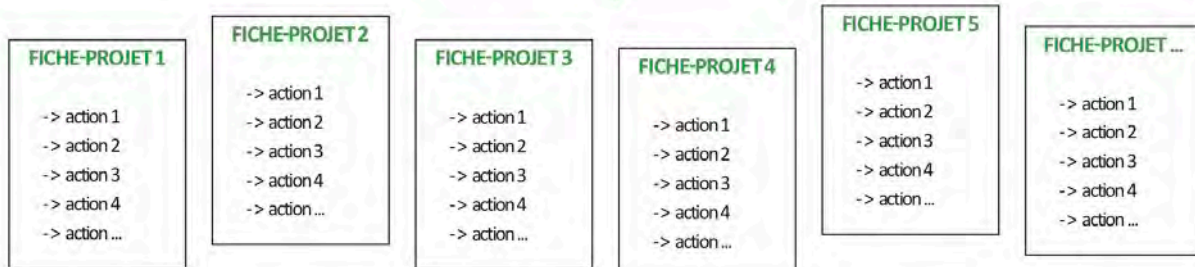 FICHE-PROJET 1
-> action 1
-> action 2
-> action 3
-> action 4
-> action ...
FICHE-PROJET 2
-> action 1
-> action 2
-> action 3
-> action 4
-> action ...
FICHE-PROJET 3
-> action 1
-> action 2
-> action 3
-> action 4
-> action ...
FICHE-PROJET 4
-> action 1
-> action 2
-> action 3
-> action 4
-> action ...
FICHE-PROJET 5
-> action 1
-> action 2
-> action 3
-> action 4
-> action ...
FICHE-PROJET ...
-> action 1
-> action 2
-> action 3
-> action 4
-> action ...